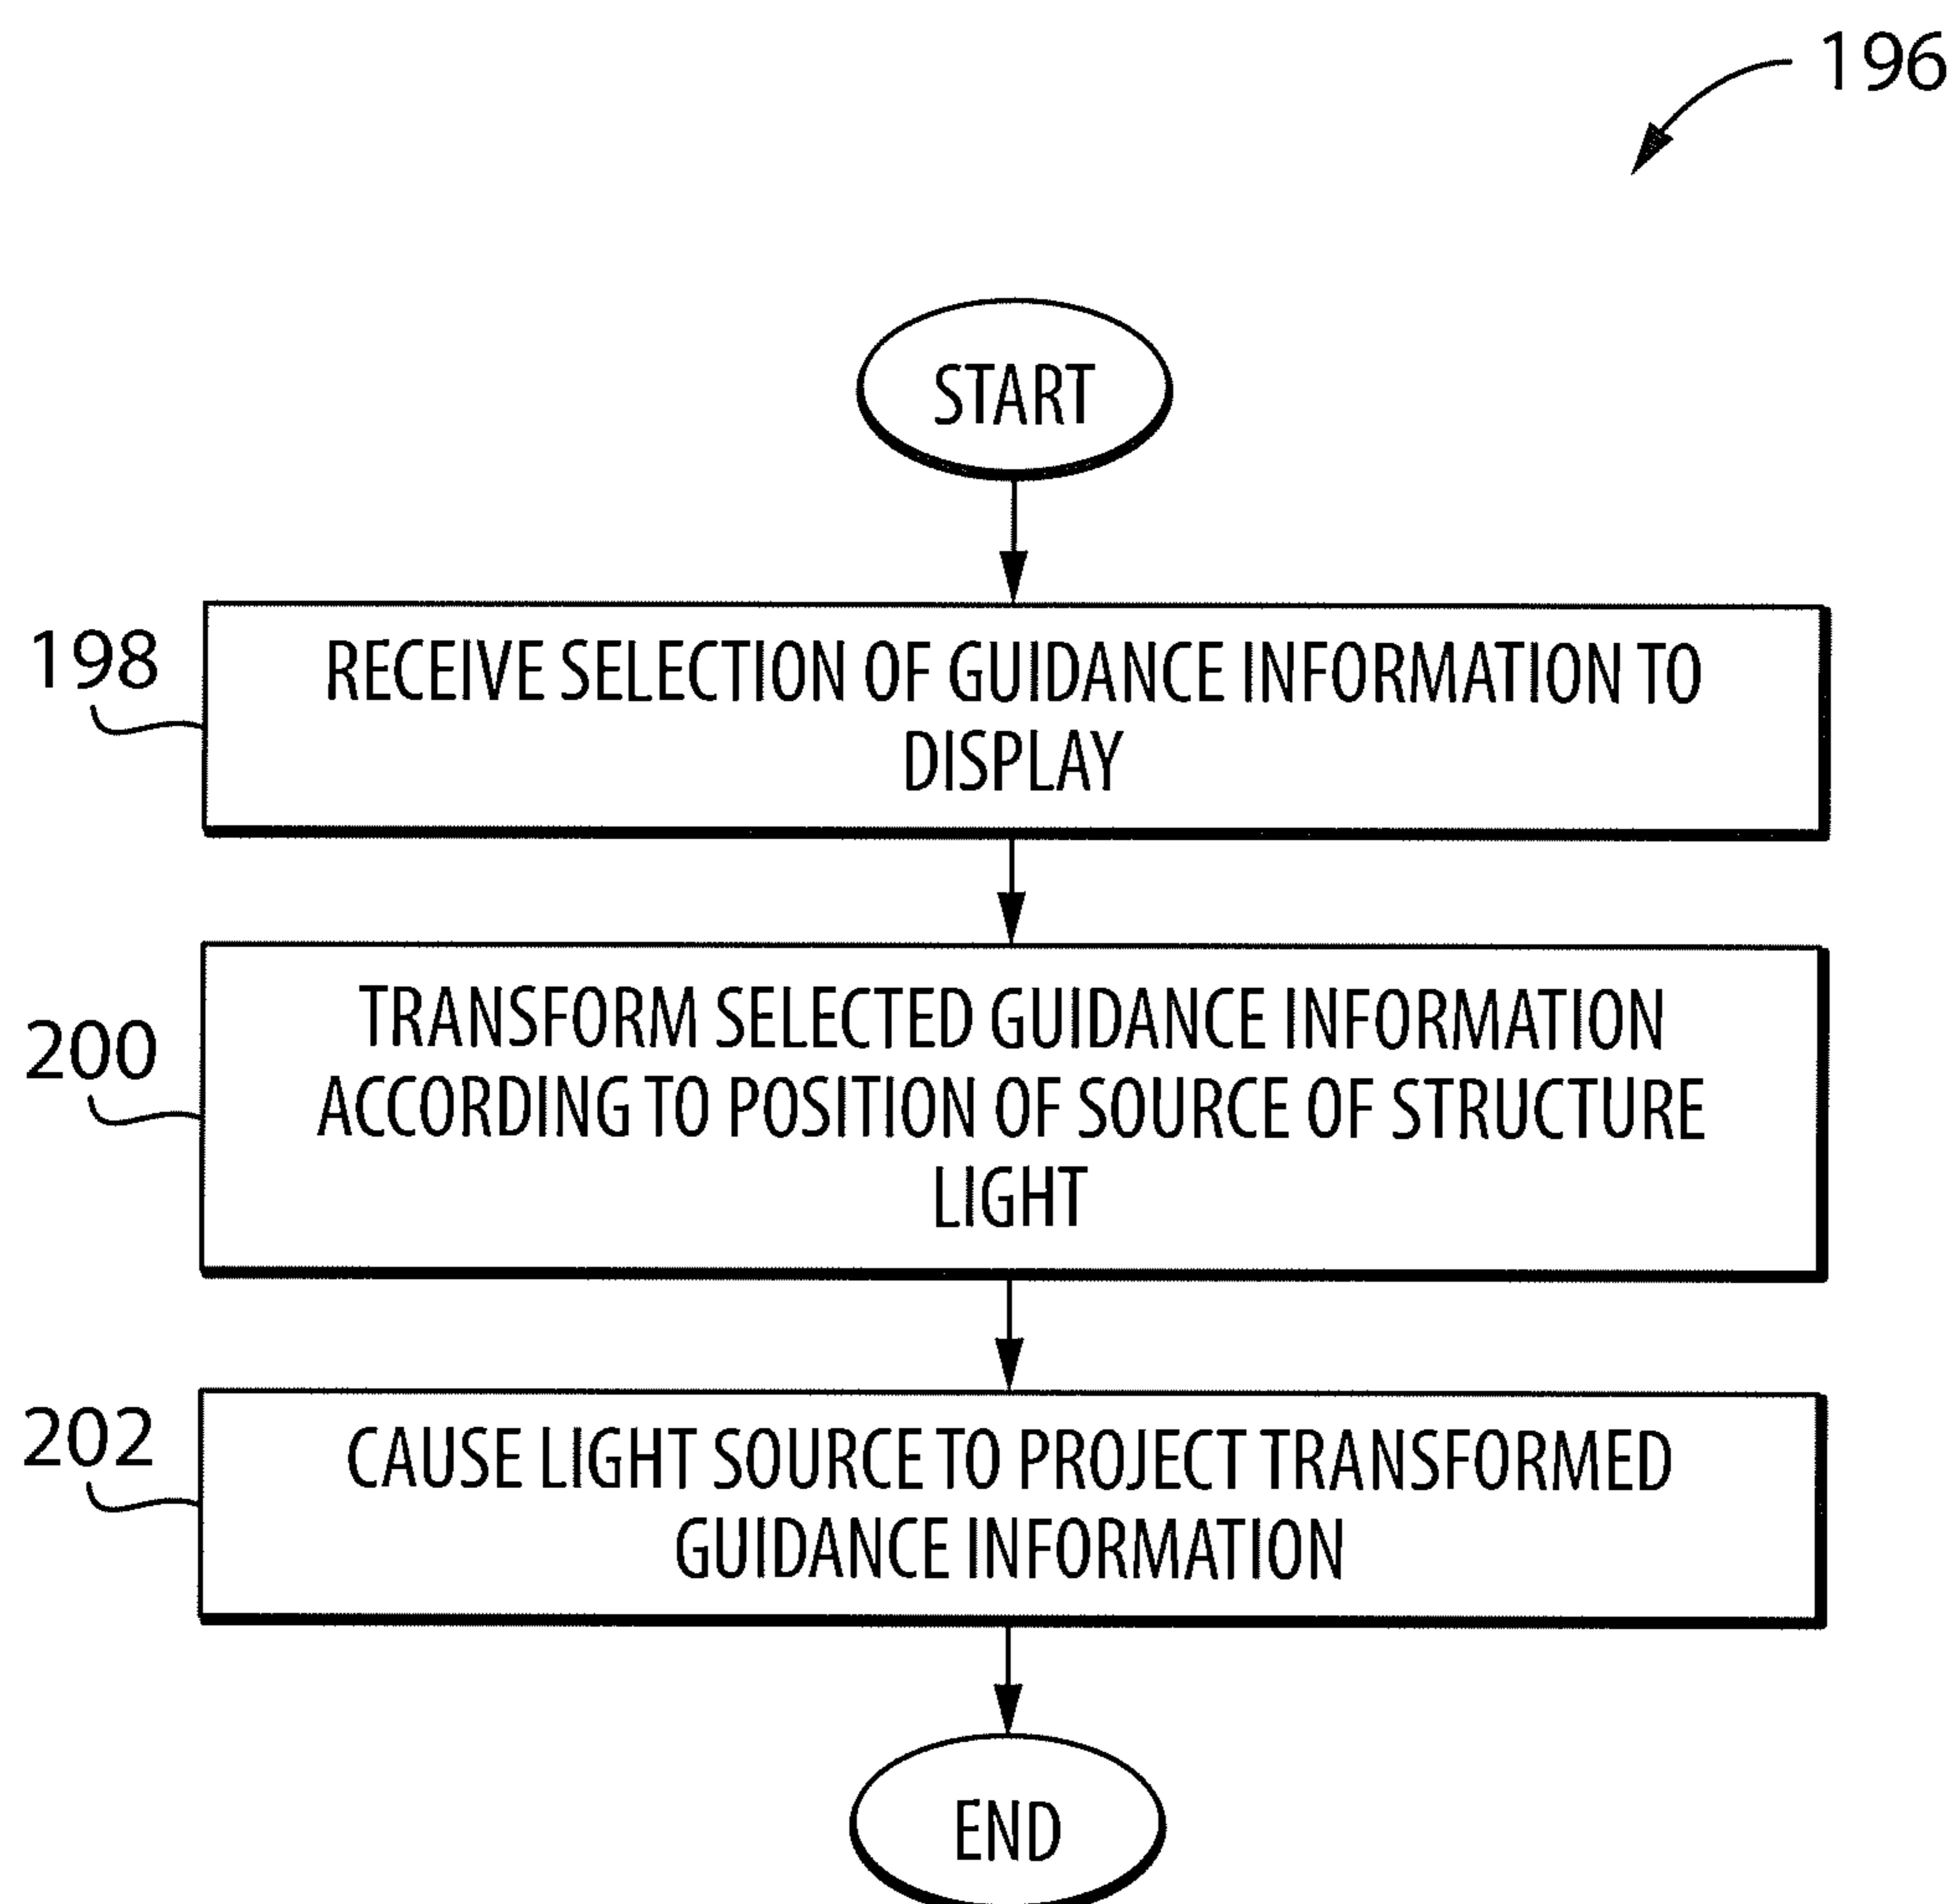 196
START
198
RECEIVE SELECTION OF GUIDANCE INFORMATION TO
DISPLAY
200
TRANSFORM SELECTED GUIDANCE INFORMATION
ACCORDING TO POSITION OF SOURCE OF STRUCTURE
LIGHT
202
CAUSE LIGHT SOURCE TO PROJECT TRANSFORMED
GUIDANCE INFORMATION
END